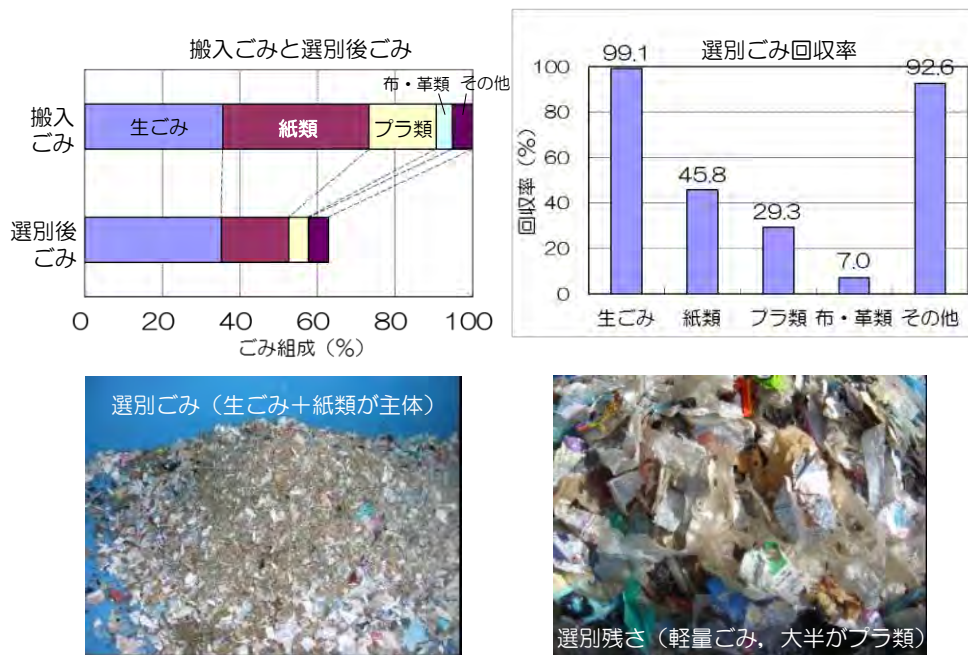 搬入ごみと選別後ごみ
布・革類
その他
搬入
ごみ
生ごみ
紙類
プラ類
選別後
ごみ
0 20 40 60 80 100
ごみ組成（%）
選別ごみ回収率
99.1
92.6
45.8
29.3
7.0
100
80
60
40
20
0
回収率（%）
生ごみ 紙類 プラ類 布・革類 その他
選別ごみ（生ごみ＋紙類が主体）
選別残さ（軽量ごみ，大半がプラ類）